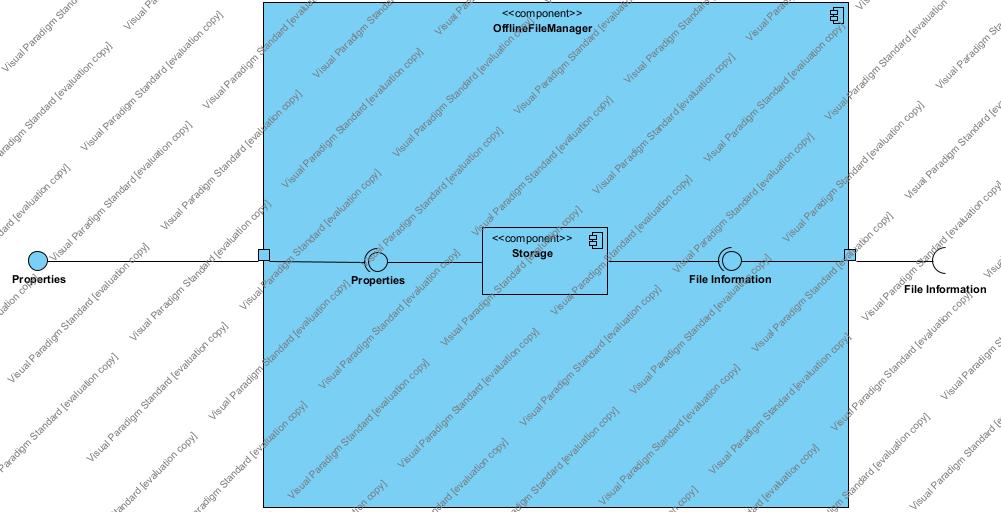 <<component>>
OfflineFileManager
<<component>>
Storage
Properties
Properties
File Information
File Information
Visual Paradigm Standard [evaluation copy]